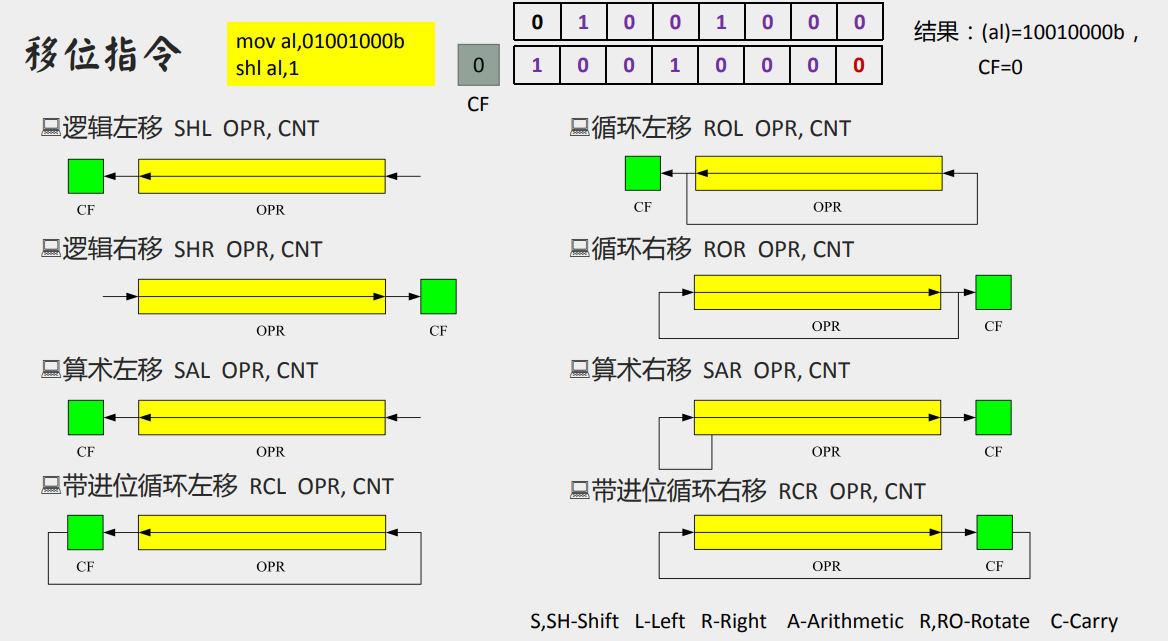 移位指令
mov al,01001000b
shl al,1
0
CF
0 1 0 0 1 0 0 0
1 0 0 1 0 0 0 0
结果：(al)=10010000b，
CF=0
逻辑左移 SHL OPR, CNT
CF OPR
循环左移 ROL OPR, CNT
CF OPR
逻辑右移 SHR OPR, CNT
OPR CF
循环右移 ROR OPR, CNT
OPR CF
算术左移 SAL OPR, CNT
CF OPR
算术右移 SAR OPR, CNT
OPR CF
带进位循环左移 RCL OPR, CNT
CF OPR
带进位循环右移 RCR OPR, CNT
OPR CF
S,SH-Shift L-Left R-Right A-Arithmetic R,RO-Rotate C-Carry